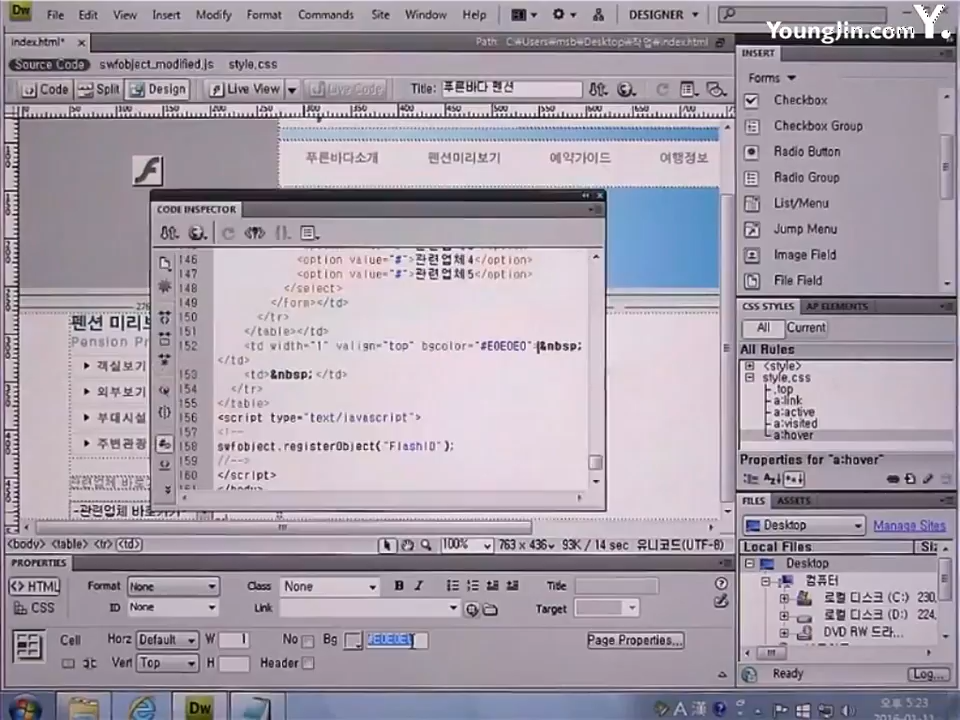 Dw File Edit View Insert Modify Format Commands Site Window Help DESIGNER
YoungJin.com Y.
index.html* Path: C:\Users\msb\Desktop\작업\index.html
Source Code swfobject_modified.js style.css
Code Split Design Live View Live Code Title: 푸른바다 펜션
푸른바다소개 펜션미리보기 예약가이드 여행정보
펜션 미리보
Pension Pr
객실보기
외부보기
부대시설
주변관광
관련업체 바로
-관련업체 바로가기-
CODE INSPECTOR
146 <option value="#">관련업체4</option>
147 <option value="#">관련업체5</option>
148 </select>
149 </form></td>
150 </tr>
151 </table></td>
152 <td width="1" valign="top" bgcolor="#E0E0E0">&nbsp;
</td>
153 <td>&nbsp;</td>
154 </tr>
155 </table>
156 <script type="text/javascript">
157 <!--
158 swfobject.registerObject("FlashID");
159 //-->
160 </script>
161 </body>
<body> <table> <tr> <td> 100% 763 x 436 93K / 14 sec 유니코드(UTF-8)
PROPERTIES
<> HTML Format None Class None B I Title
CSS ID None Link Target
Cell Horz Default W 1 No Bg #E0E0E0 Page Properties...
Vert Top H Header
INSERT
Forms
Checkbox
Checkbox Group
Radio Button
Radio Group
List/Menu
Jump Menu
Image Field
File Field
CSS STYLES AP ELEMENTS
All Current
All Rules
<style>
style.css
.top
a:link
a:active
a:visited
a:hover
Properties for "a:hover"
FILES ASSETS
Desktop Manage Sites
Local Files Siz
Desktop
컴퓨터
로컬 디스크 (C:) 230,
로컬 디스크 (D:) 224,
DVD RW 드라...
Ready Log...
A 漢 오후 5:23